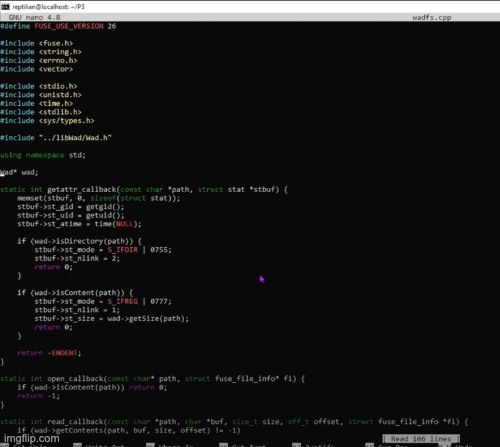 reptilian@localhost: ~/P3
GNU nano 4.8 wadfs.cpp
#define FUSE_USE_VERSION 26
#include <fuse.h>
#include <string.h>
#include <errno.h>
#include <vector>
#include <stdio.h>
#include <unistd.h>
#include <time.h>
#include <stdlib.h>
#include <sys/types.h>
#include "../libWad/Wad.h"
using namespace std;
Wad* wad;
static int getattr_callback(const char *path, struct stat *stbuf) {
memset(stbuf, 0, sizeof(struct stat));
stbuf->st_gid = getgid();
stbuf->st_uid = getuid();
stbuf->st_atime = time(NULL);
if (wad->isDirectory(path)) {
stbuf->st_mode = S_IFDIR | 0755;
stbuf->st_nlink = 2;
return 0;
}
if (wad->isContent(path)) {
stbuf->st_mode = S_IFREG | 0777;
stbuf->st_nlink = 1;
stbuf->st_size = wad->getSize(path);
return 0;
}
return -ENOENT;
}
static int open_callback(const char* path, struct fuse_file_info* fi) {
if (wad->isContent(path)) return 0;
return -1;
}
static int read_callback(const char *path, char *buf, size_t size, off_t offset, struct fuse_file_info *fi) {
if (wad->getContents(path, buf, size, offset) != -1)
[ Read 106 lines ]
imgflip.com